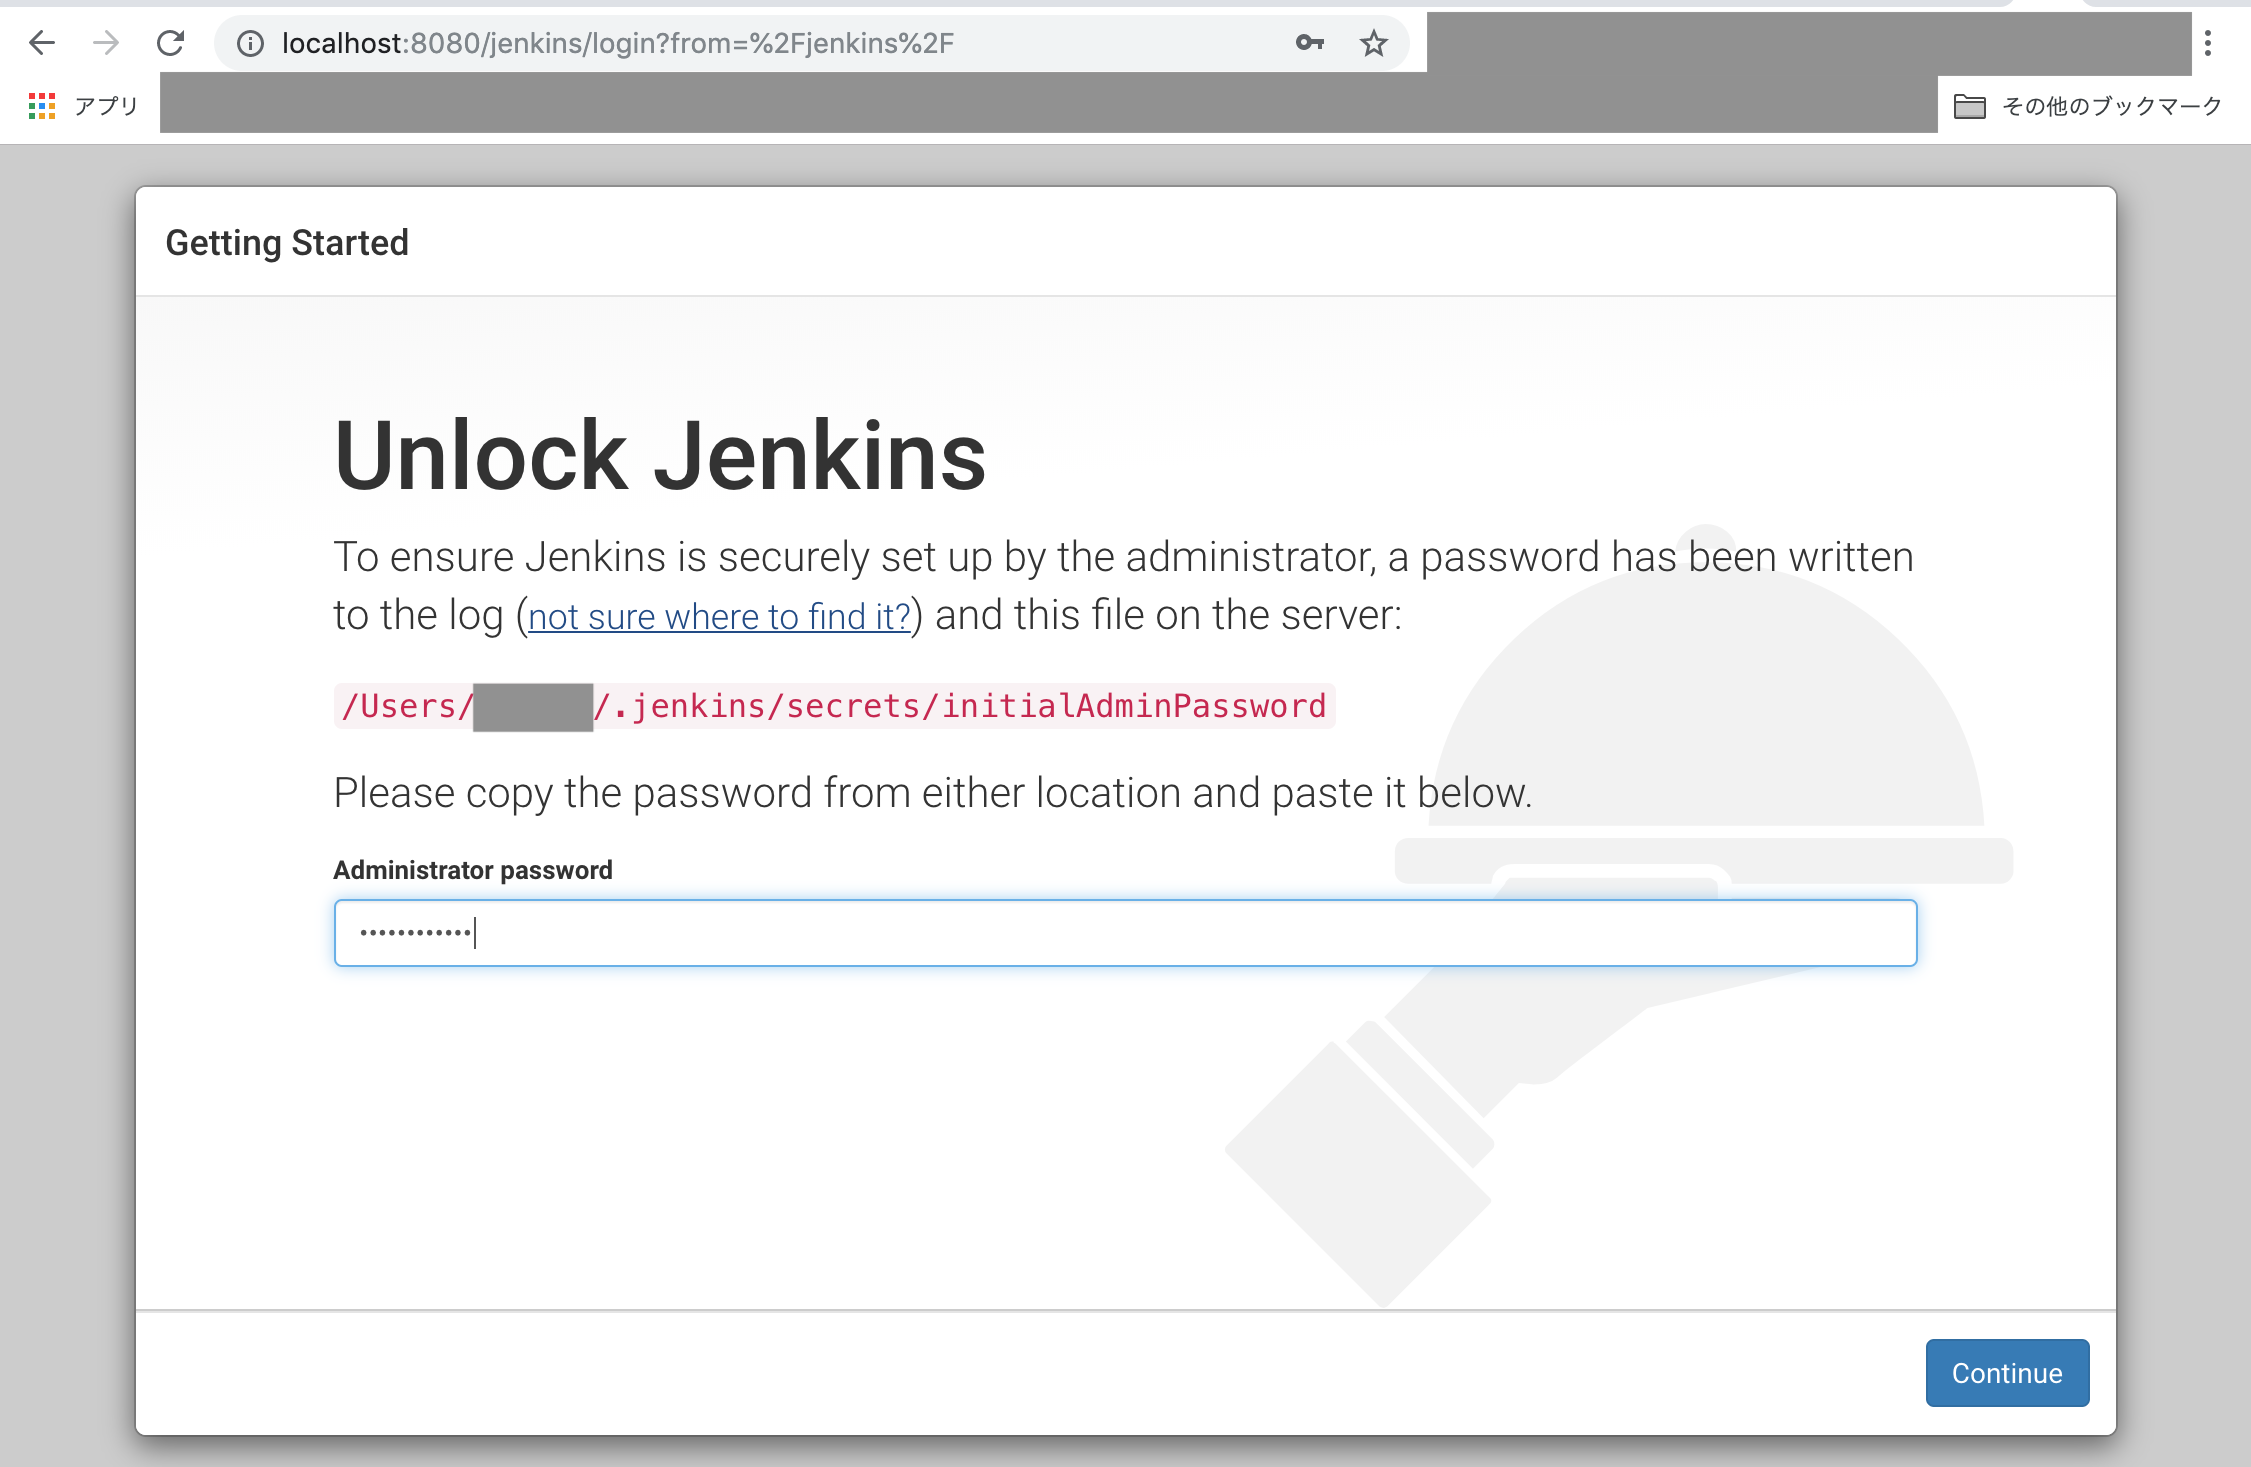 localhost:8080/jenkins/login?from=%2Fjenkins%2F
アプリ
その他のブックマーク
Getting Started
Unlock Jenkins
To ensure Jenkins is securely set up by the administrator, a password has been written
to the log (not sure where to find it?) and this file on the server:
/Users/ /.jenkins/secrets/initialAdminPassword
Please copy the password from either location and paste it below.
Administrator password
••••••••••••
Continue